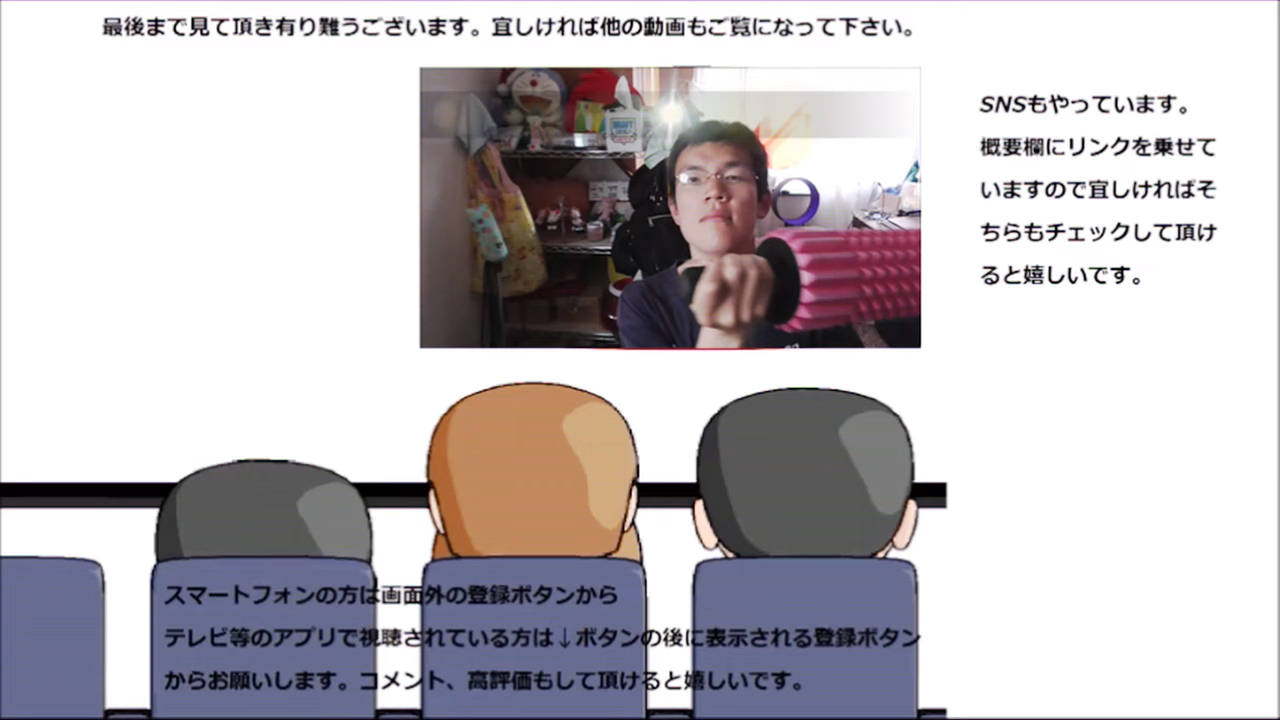 最後まで見て頂き有り難うございます。宜しければ他の動画もご覧になって下さい。
SNSもやっています。
概要欄にリンクを乗せて
いますので宜しければそ
ちらもチェックして頂け
ると嬉しいです。
スマートフォンの方は画面外の登録ボタンから
テレビ等のアプリで視聴されている方は↓ボタンの後に表示される登録ボタン
からお願いします。コメント、高評価もして頂けると嬉しいです。